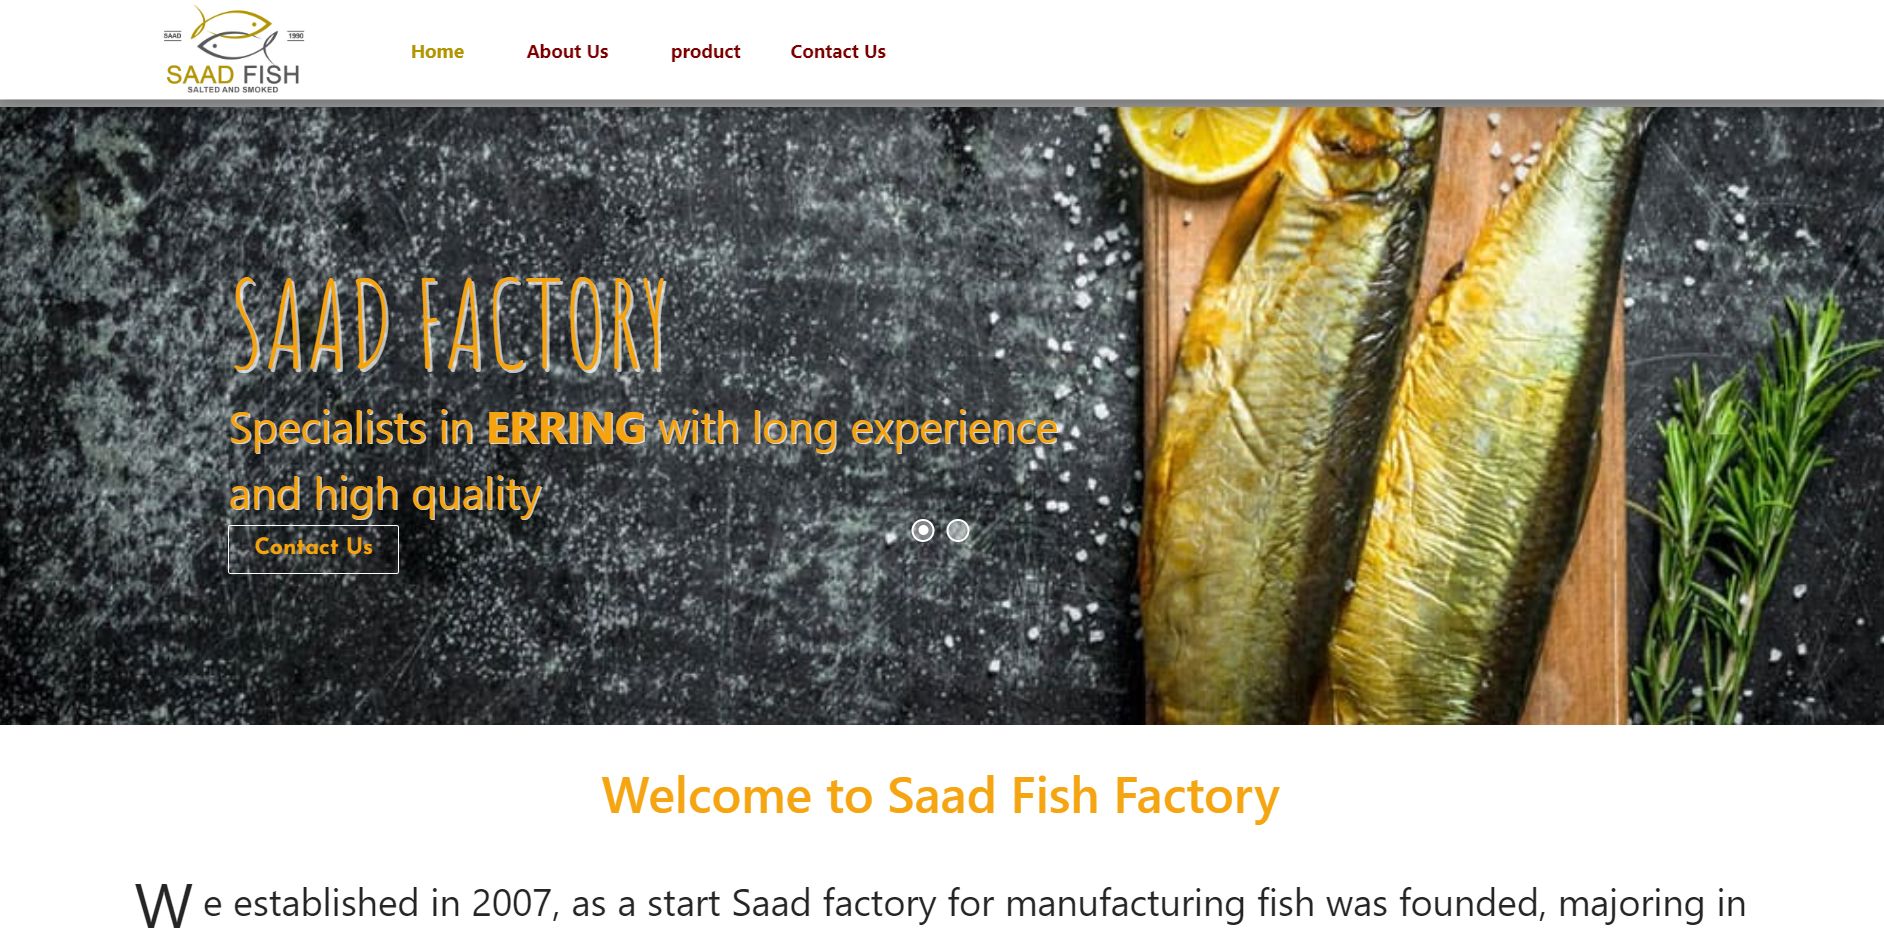 SAAD 1990
SAAD FISH
SALTED AND SMOKED
Home About Us product Contact Us
SAAD FACTORY
Specialists in ERRING with long experience
and high quality
Contact Us
Welcome to Saad Fish Factory
We established in 2007, as a start Saad factory for manufacturing fish was founded, majoring in